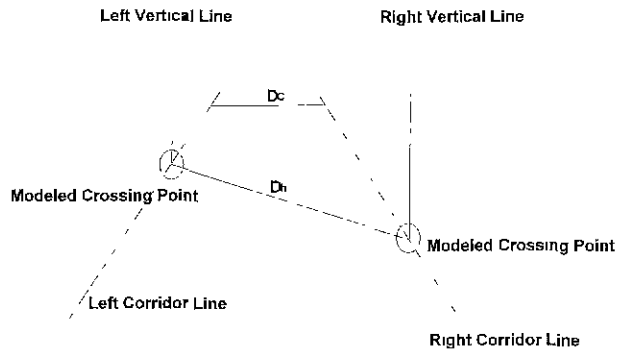 Left Vertical Line
Right Vertical Line
Dc
Modeled Crossing Point
Dh
Modeled Crossing Point
Left Corridor Line
Right Corridor Line